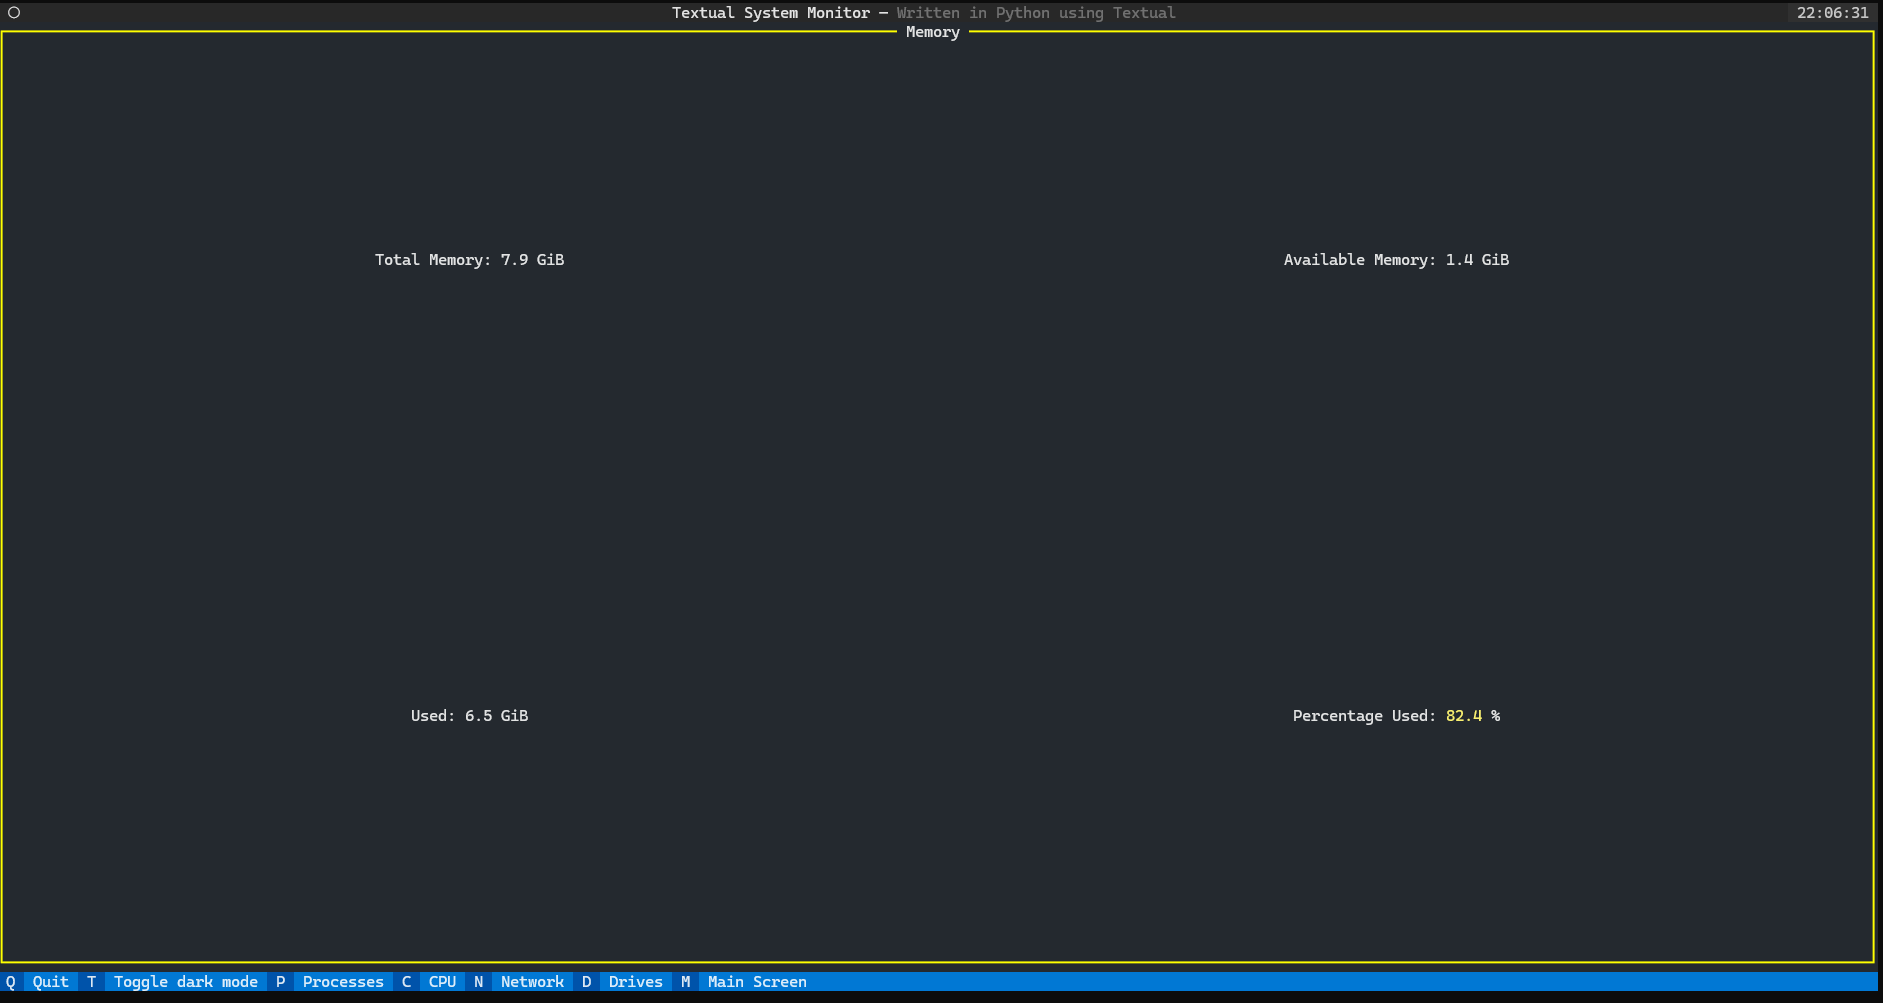 Textual System Monitor — Written in Python using Textual 22:06:31
Memory
Total Memory: 7.9 GiB Available Memory: 1.4 GiB
Used: 6.5 GiB Percentage Used: 82.4 %
Q Quit T Toggle dark mode P Processes C CPU N Network D Drives M Main Screen